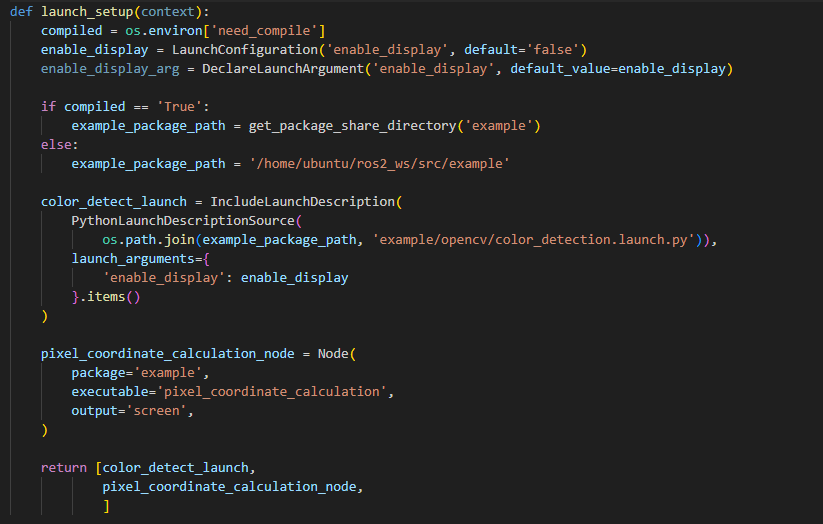 def launch_setup(context):
    compiled = os.environ['need_compile']
    enable_display = LaunchConfiguration('enable_display', default='false')
    enable_display_arg = DeclareLaunchArgument('enable_display', default_value=enable_display)

    if compiled == 'True':
        example_package_path = get_package_share_directory('example')
    else:
        example_package_path = '/home/ubuntu/ros2_ws/src/example'

    color_detect_launch = IncludeLaunchDescription(
        PythonLaunchDescriptionSource(
            os.path.join(example_package_path, 'example/opencv/color_detection.launch.py')),
        launch_arguments={
            'enable_display': enable_display
        }.items()
    )

    pixel_coordinate_calculation_node = Node(
        package='example',
        executable='pixel_coordinate_calculation',
        output='screen',
    )

    return [color_detect_launch,
            pixel_coordinate_calculation_node,
            ]